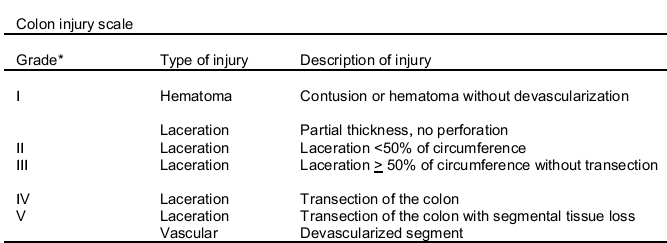 Colon injury scale
Grade* Type of injury Description of injury
I Hematoma Contusion or hematoma without devascularization
Laceration Partial thickness, no perforation
II Laceration Laceration <50% of circumference
III Laceration Laceration ≥ 50% of circumference without transection
IV Laceration Transection of the colon
V Laceration Transection of the colon with segmental tissue loss
Vascular Devascularized segment